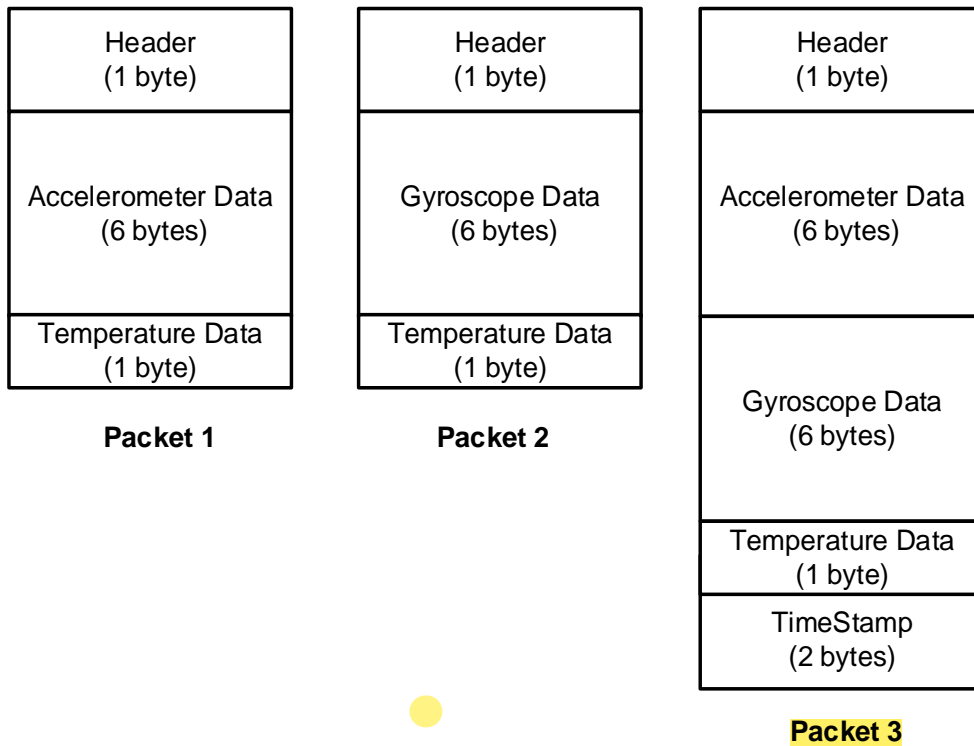 Header
(1 byte)
Accelerometer Data
(6 bytes)
Temperature Data
(1 byte)
Packet 1
Header
(1 byte)
Gyroscope Data
(6 bytes)
Temperature Data
(1 byte)
Packet 2
Header
(1 byte)
Accelerometer Data
(6 bytes)
Gyroscope Data
(6 bytes)
Temperature Data
(1 byte)
TimeStamp
(2 bytes)
Packet 3